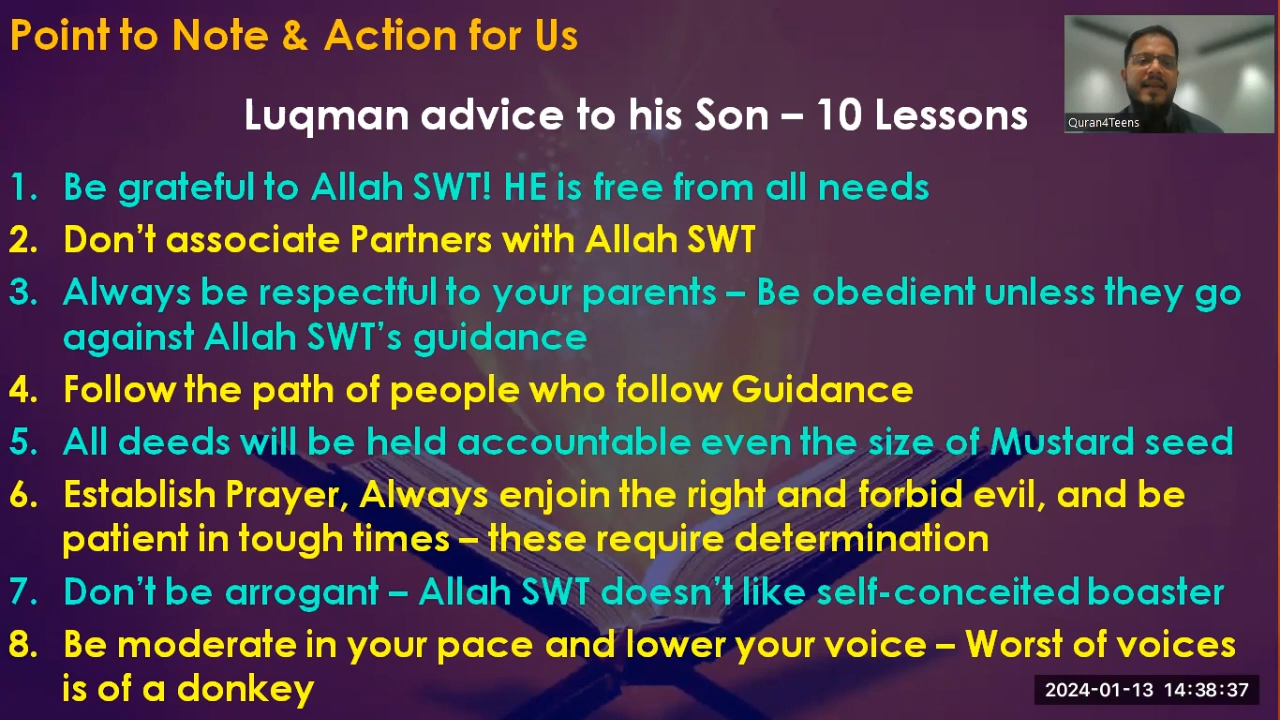 Point to Note & Action for Us
Quran4Teens
Luqman advice to his Son – 10 Lessons
1. Be grateful to Allah SWT! HE is free from all needs
2. Don't associate Partners with Allah SWT
3. Always be respectful to your parents – Be obedient unless they go
against Allah SWT's guidance
4. Follow the path of people who follow Guidance
5. All deeds will be held accountable even the size of Mustard seed
6. Establish Prayer, Always enjoin the right and forbid evil, and be
patient in tough times – these require determination
7. Don't be arrogant – Allah SWT doesn't like self-conceited boaster
8. Be moderate in your pace and lower your voice – Worst of voices
is of a donkey
2024-01-13 14:38:37